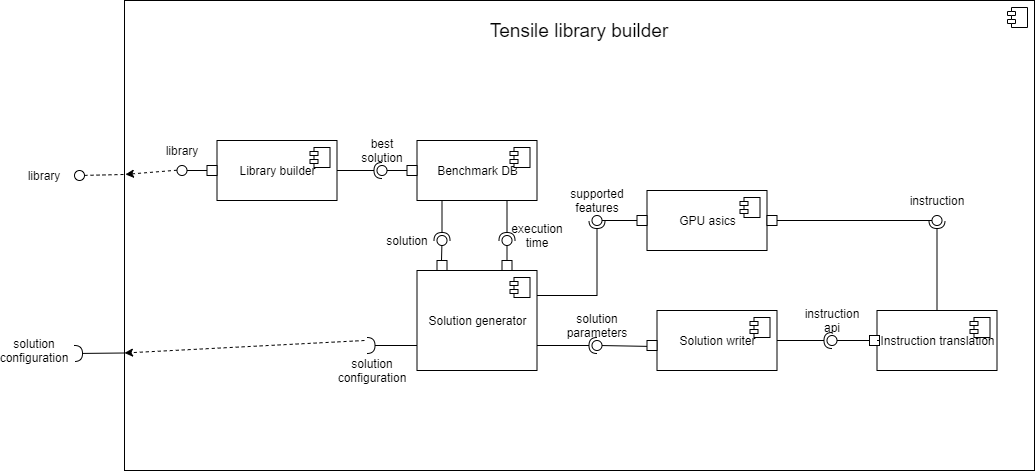 Tensile library builder
library
library
Library builder
best
solution
Benchmark DB
supported
features
GPU asics
instruction
solution
execution
time
Solution generator
solution
parameters
Solution writer
instruction
api
Instruction translation
solution
configuration
solution
configuration